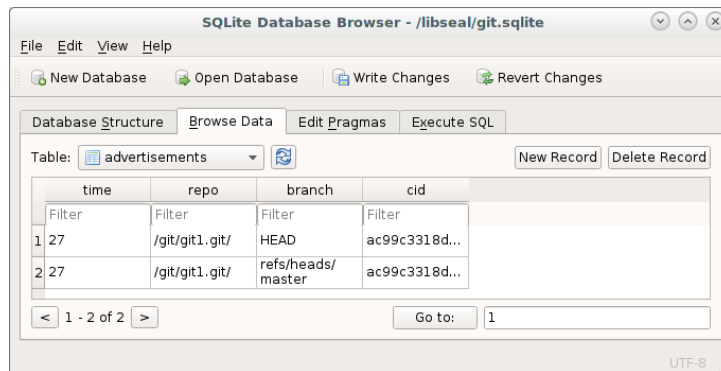 SQLite Database Browser - /libseal/git.sqlite
File Edit View Help
New Database Open Database Write Changes Revert Changes
Database Structure Browse Data Edit Pragmas Execute SQL
Table: advertisements New Record Delete Record
time repo branch cid
Filter Filter Filter Filter
1 27 /git/git1.git/ HEAD ac99c3318d...
2 27 /git/git1.git/ refs/heads/
master ac99c3318d...
< 1 - 2 of 2 > Go to: 1
UTF-8